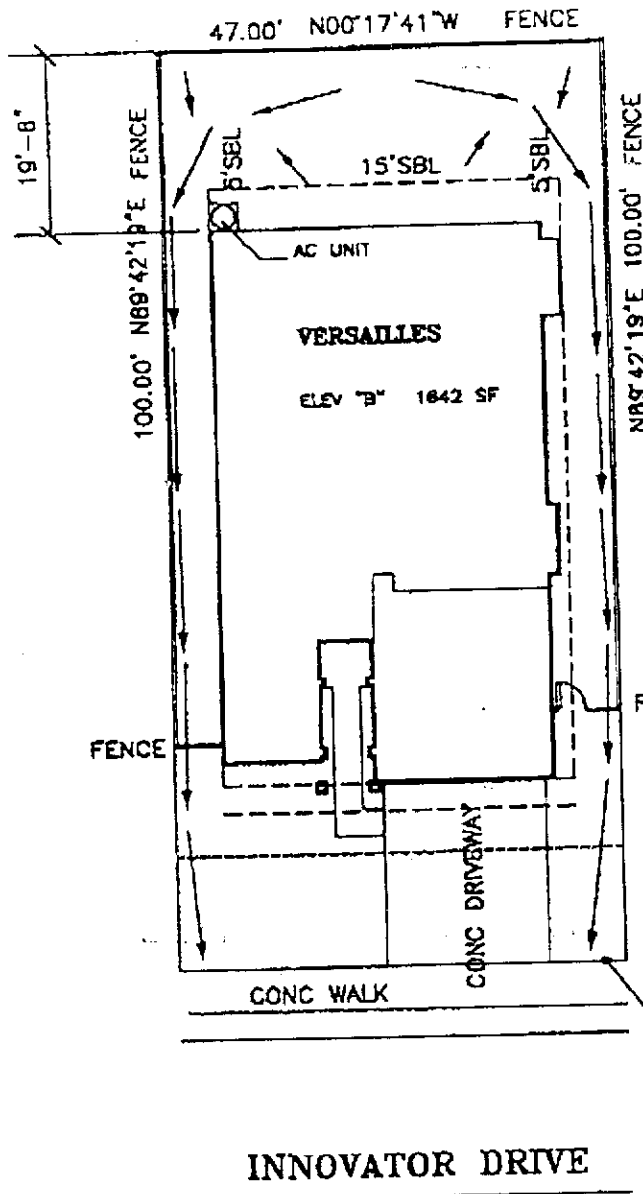 47.00' N00°17'41"W FENCE
19'-8"
100.00' N89°42'19"E FENCE
5'SBL
15'SBL
5'SBL
N89°42'19"E 100.00' FENCE
AC UNIT
VERSAILLES
ELEV "B" 1642 SF
F
FENCE
CONC DRIVEWAY
CONC WALK
INNOVATOR DRIVE